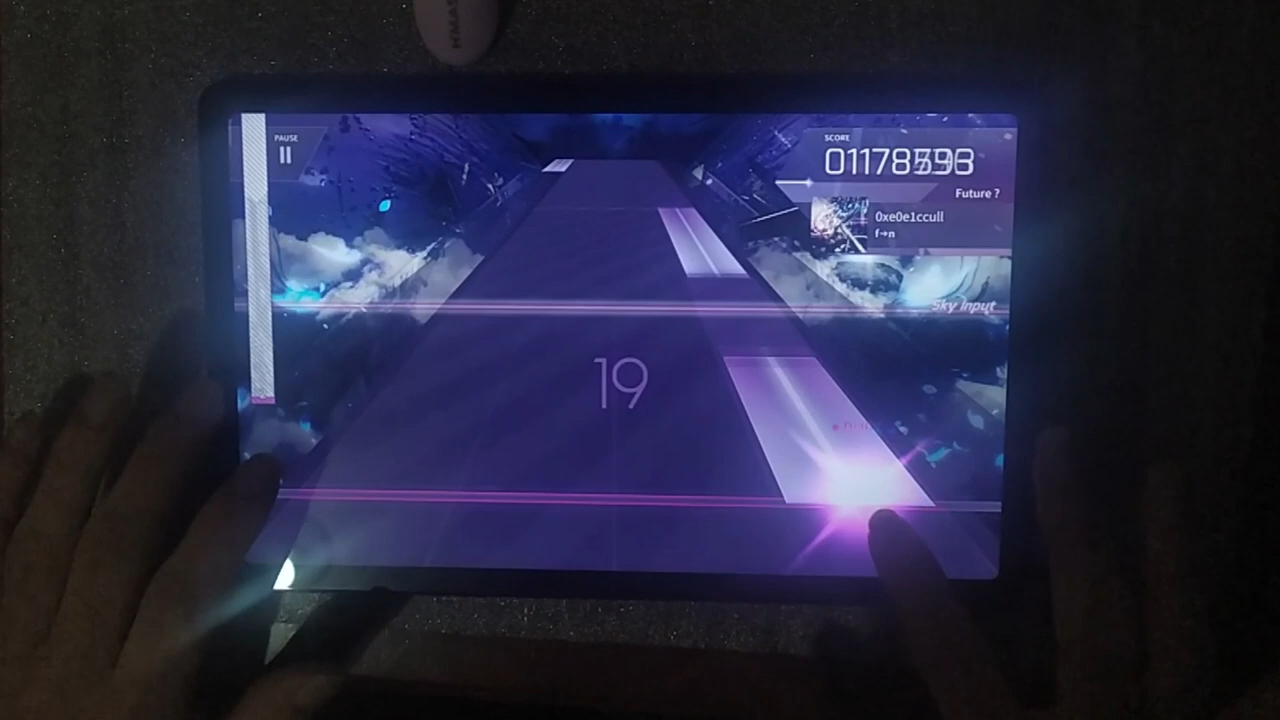 PAUSE
SCORE
Future ?
0xe0e1ccull
f→n
Sky Input
19